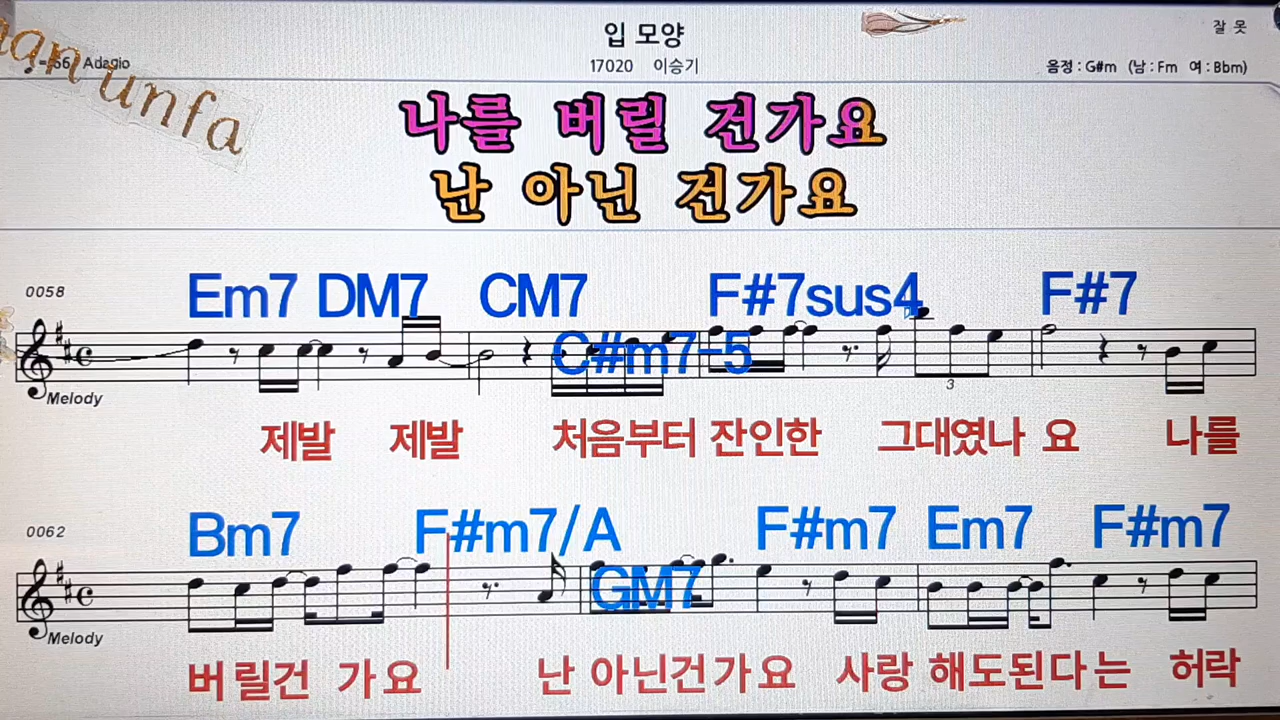 잘 못
입 모양
17020 이승기
=66 Adagio
음정 : G#m (남 : Fm 여 : Bbm)
unfa
나를 버릴 건가요
난 아닌 건가요
0058
Em7 DM7 CM7 C#m7-5 F#7sus4 F#7
3
Melody
제발 제발 처음부터 잔인한 그대였나 요 나를
0062
Bm7 F#m7/A GM7 F#m7 Em7 F#m7
Melody
버릴건 가요 난 아닌건가요 사랑 해도된다는 허락